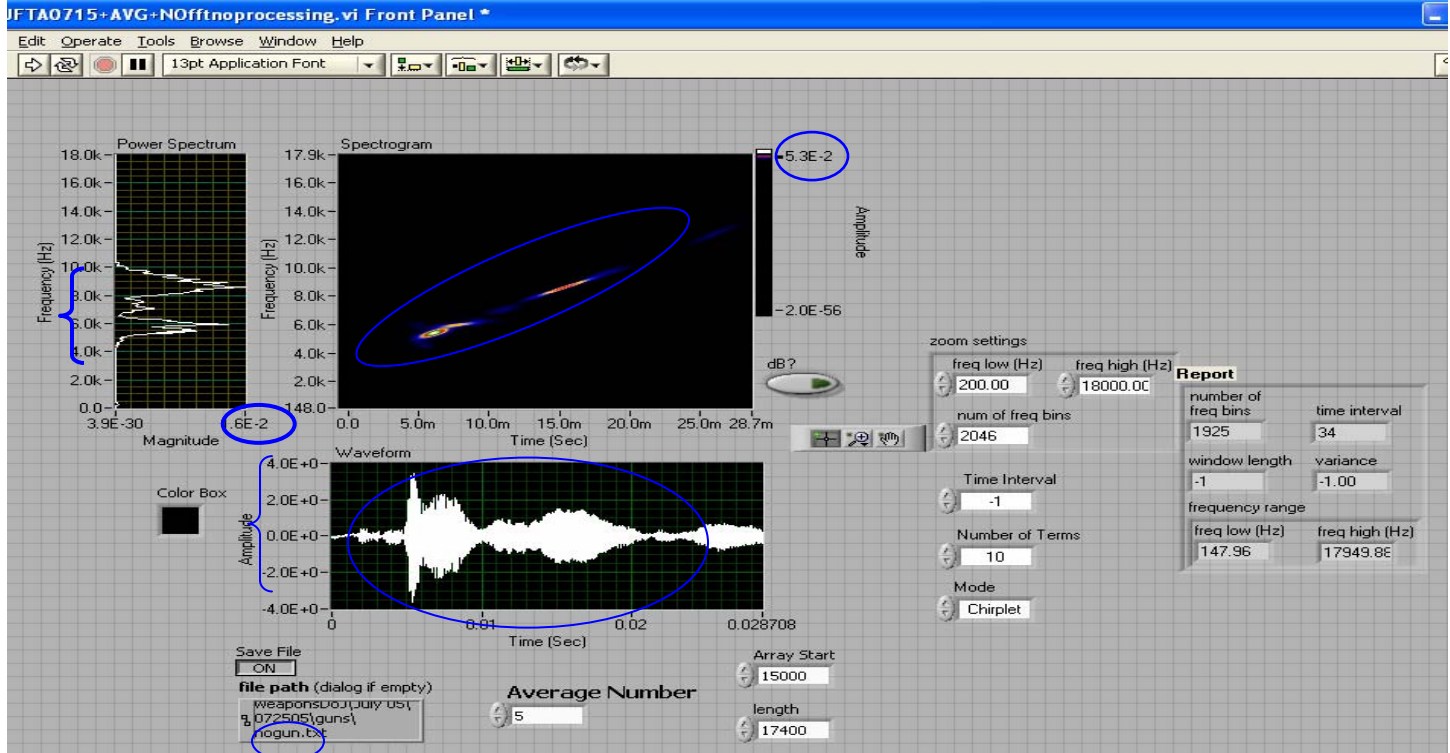 JFTA0715+AVG+NOfftnoprocessing.vi Front Panel *
Edit Operate Tools Browse Window Help
13pt Application Font
Power Spectrum
18.0k
16.0k
14.0k
12.0k
10.0k
8.0k
6.0k
4.0k
2.0k
0.0
Frequency (Hz)
3.9E-30
.6E-2
Magnitude
Spectrogram
17.9k
16.0k
14.0k
12.0k
10.0k
8.0k
6.0k
4.0k
2.0k
148.0
Frequency (Hz)
0.0 5.0m 10.0m 15.0m 20.0m 25.0m 28.7m
Time (Sec)
5.3E-2
Amplitude
-2.0E-56
dB?
Waveform
4.0E+0
2.0E+0
0.0E+0
-2.0E+0
-4.0E+0
Amplitude
0 0.01 0.02 0.028708
Time (Sec)
Color Box
zoom settings
freq low (Hz) freq high (Hz)
200.00 18000.0C
num of freq bins
2046
Time Interval
-1
Number of Terms
10
Mode
Chirplet
Report
number of
freq bins time interval
1925 34
window length variance
-1 -1.00
frequency range
freq low (Hz) freq high (Hz)
147.96 17949.88
Save File
ON
file path (dialog if empty)
weaponsDoJ\July 05\
072505\guns\
nogun.txt
Average Number
5
Array Start
15000
length
17400